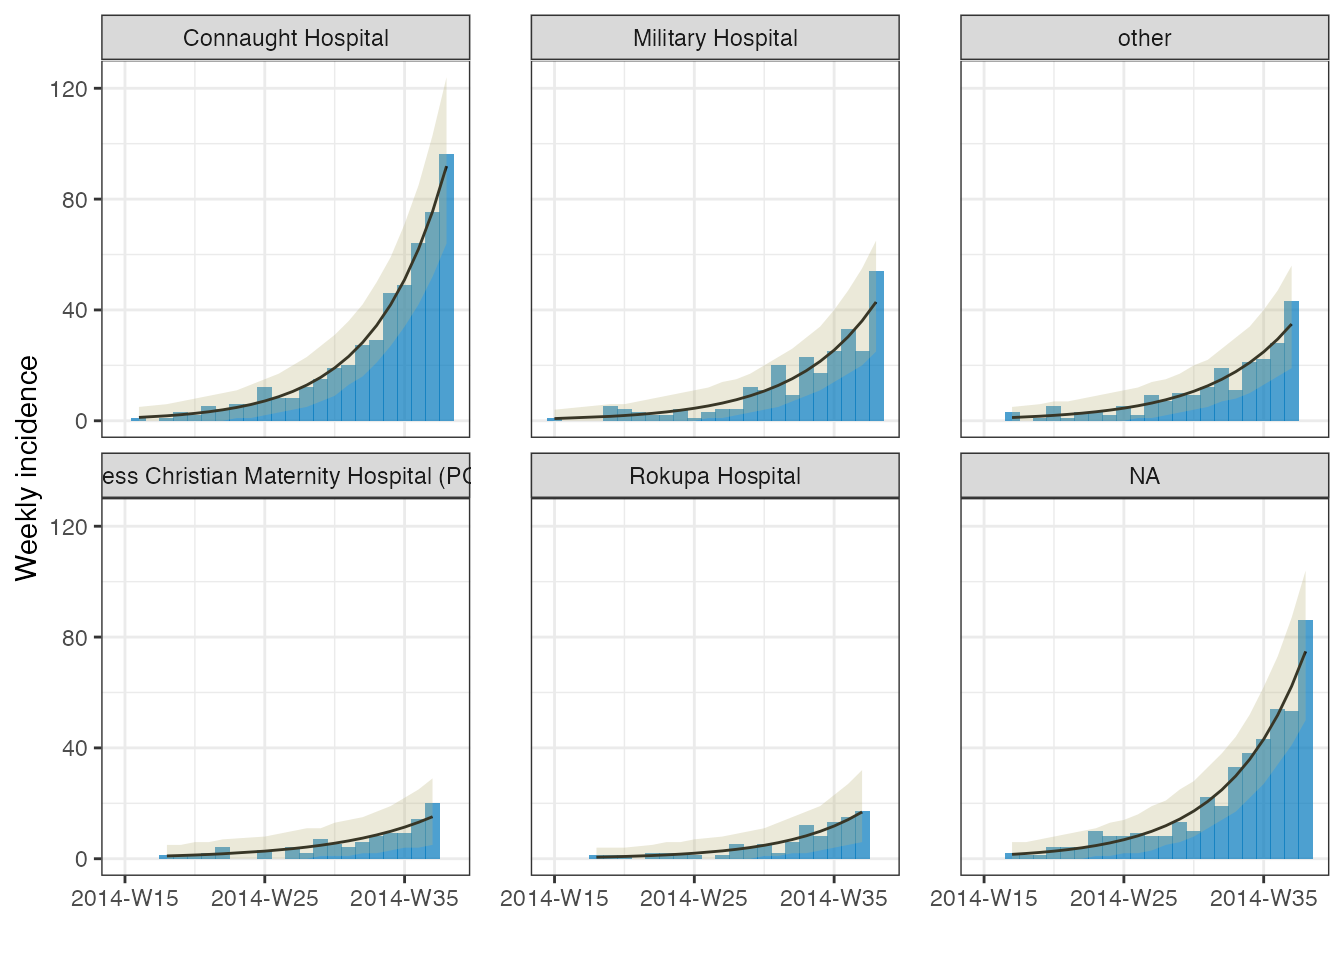 Connaught Hospital
Military Hospital
other
120
80
40
0
Weekly incidence
ess Christian Maternity Hospital (PC
Rokupa Hospital
NA
120
80
40
0
2014-W15 2014-W25 2014-W35
2014-W15 2014-W25 2014-W35
2014-W15 2014-W25 2014-W35